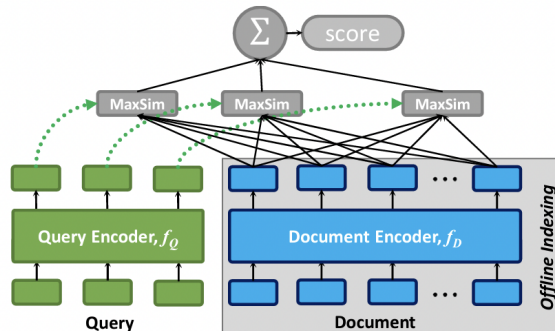 Σ
score
MaxSim
MaxSim
MaxSim
Query Encoder, f_Q
Document Encoder, f_D
Query
Document
Offline Indexing